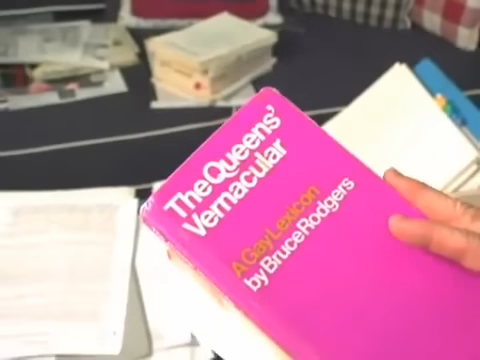 The Queens'
Vernacular
A Gay Lexicon
by Bruce Rodgers